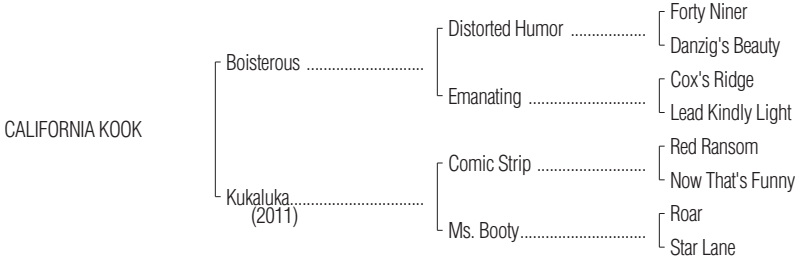 Forty Niner
Distorted Humor ..................
Danzig's Beauty
Boisterous ............................
Cox's Ridge
Emanating ............................
Lead Kindly Light
CALIFORNIA KOOK
Red Ransom
Comic Strip ..........................
Now That's Funny
Kukaluka................................
(2011)
Roar
Ms. Booty..............................
Star Lane